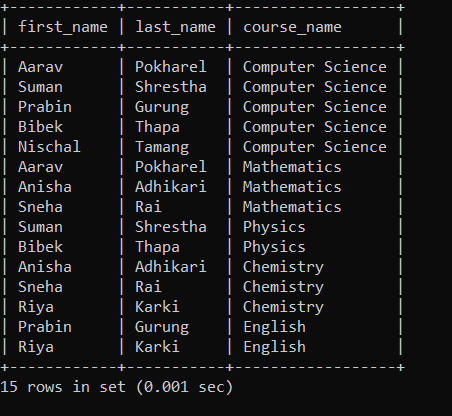 +------------+-----------+------------------+
| first_name | last_name | course_name      |
+------------+-----------+------------------+
| Aarav      | Pokharel  | Computer Science |
| Suman      | Shrestha  | Computer Science |
| Prabin     | Gurung    | Computer Science |
| Bibek      | Thapa     | Computer Science |
| Nischal    | Tamang    | Computer Science |
| Aarav      | Pokharel  | Mathematics      |
| Anisha     | Adhikari  | Mathematics      |
| Sneha      | Rai       | Mathematics      |
| Suman      | Shrestha  | Physics          |
| Bibek      | Thapa     | Physics          |
| Anisha     | Adhikari  | Chemistry        |
| Sneha      | Rai       | Chemistry        |
| Riya       | Karki     | Chemistry        |
| Prabin     | Gurung    | English          |
| Riya       | Karki     | English          |
+------------+-----------+------------------+
15 rows in set (0.001 sec)